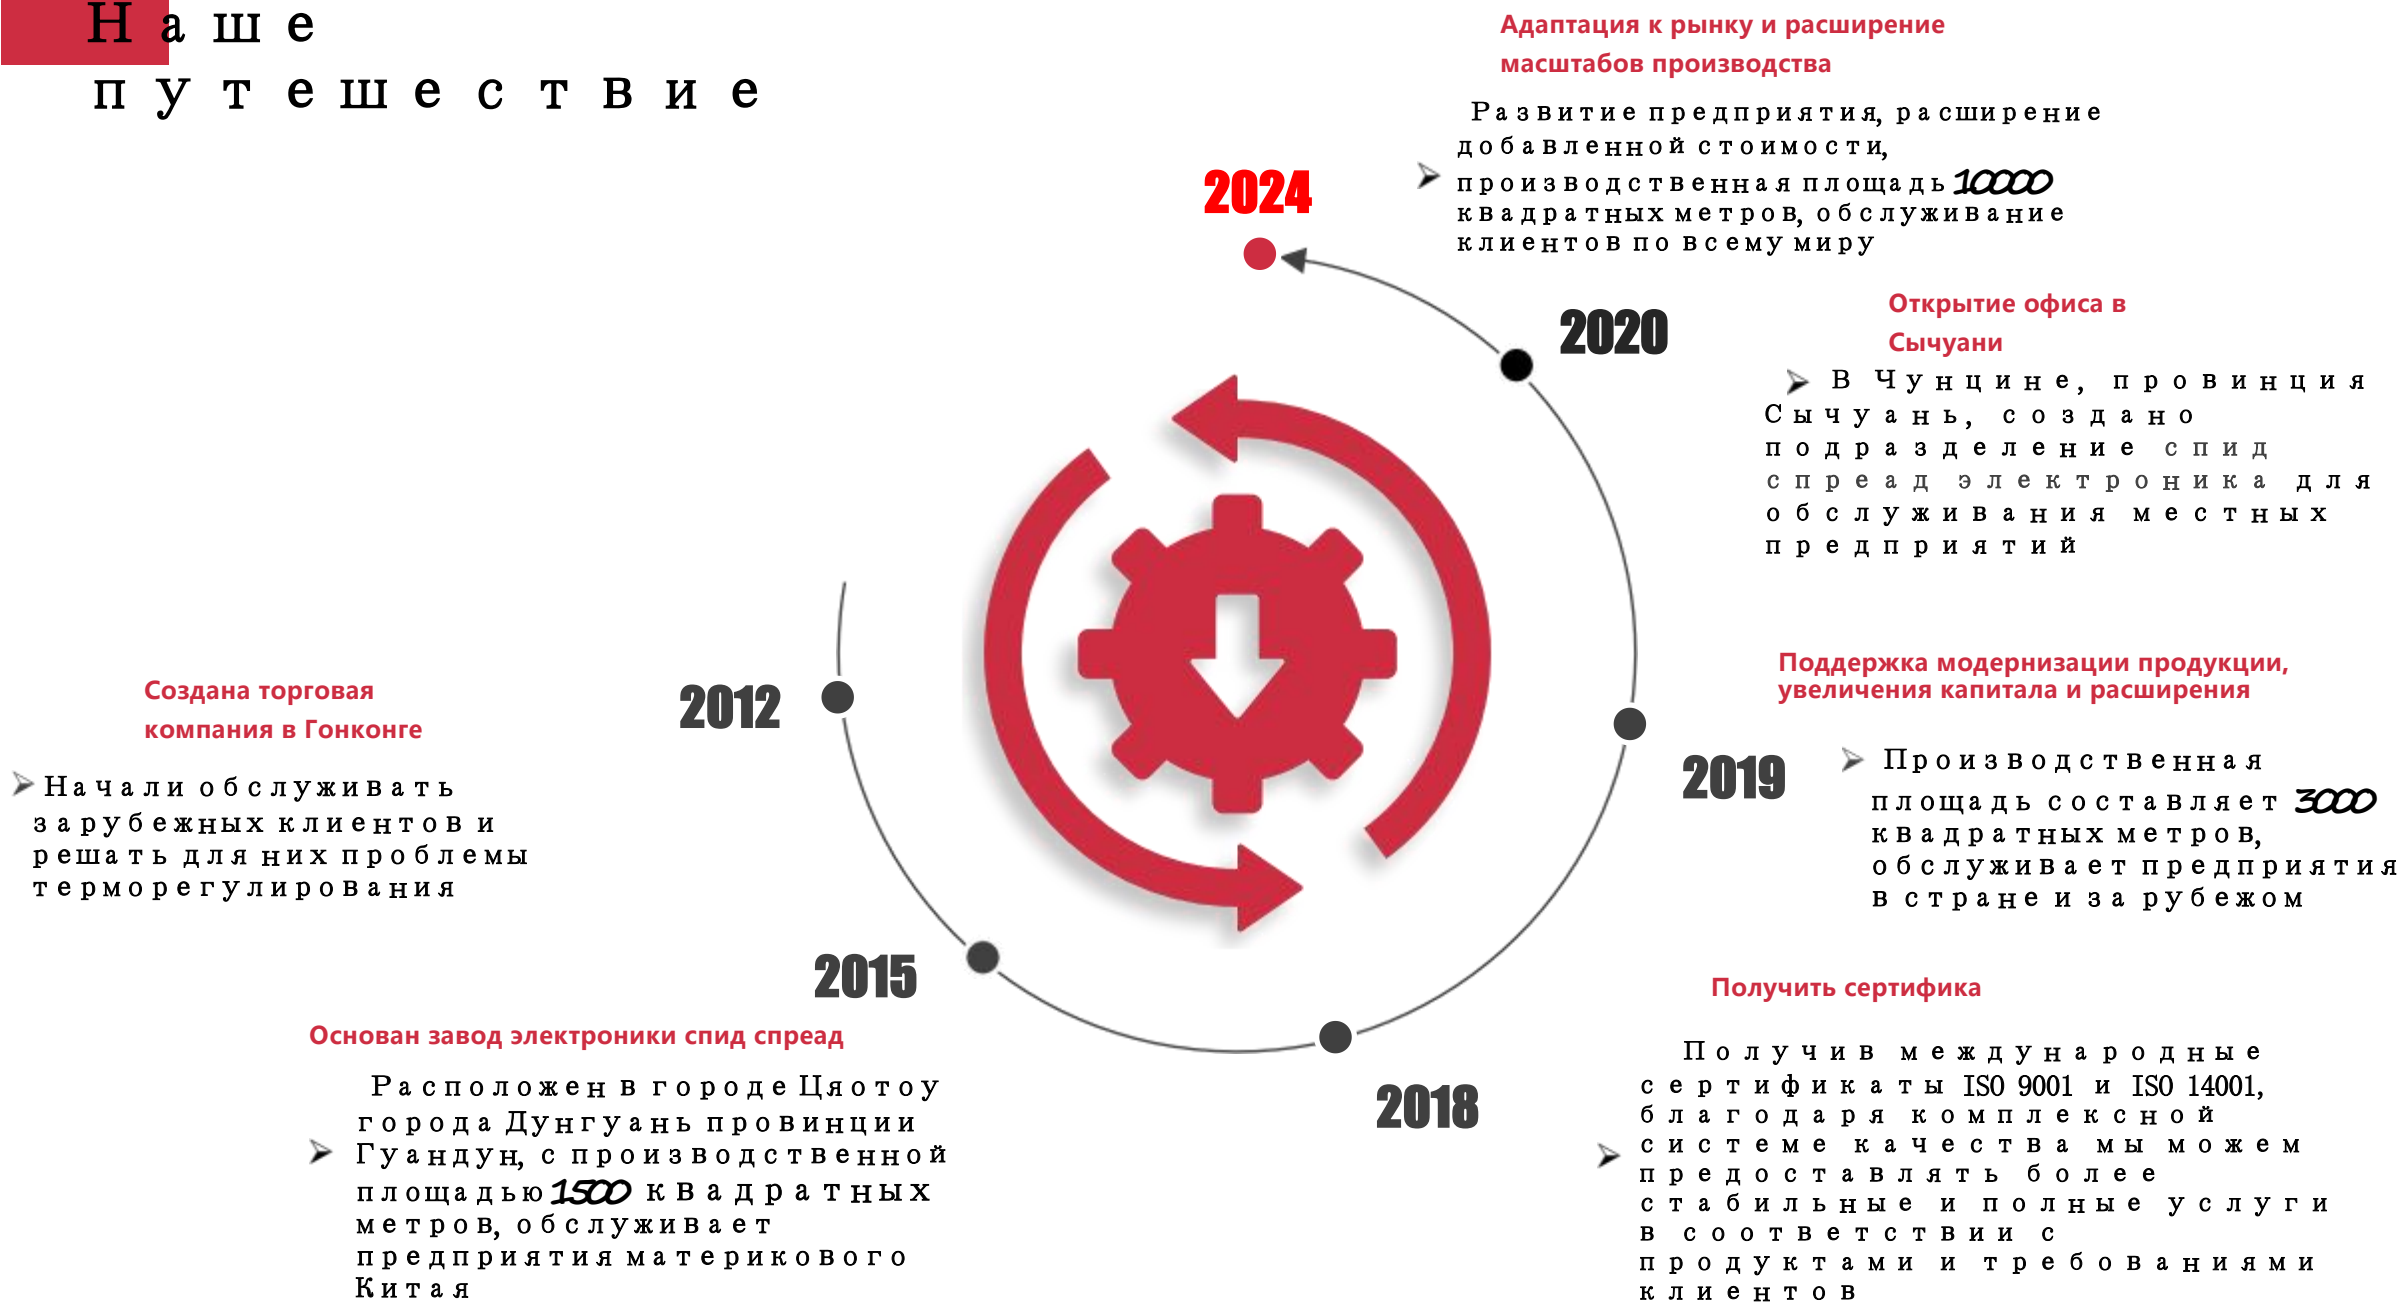 Наше
путешествие
Адаптация к рынку и расширение
масштабов производства
Развитие предприятия, расширение
добавленной стоимости,
производственная площадь 10000
квадратных метров, обслуживание
клиентов по всему миру
2024
2020
Открытие офиса в
Сычуани
В Чунцине, провинция
Сычуань, создано
подразделение спид
спреад электроника для
обслуживания местных
предприятий
Поддержка модернизации продукции,
увеличения капитала и расширения
2019
Производственная
площадь составляет 3000
квадратных метров,
обслуживает предприятия
в стране и за рубежом
Создана торговая
компания в Гонконге
2012
Начали обслуживать
зарубежных клиентов и
решать для них проблемы
терморегулирования
2015
Основан завод электроники спид спреад
Расположен в городе Цяотоу
города Дунгуань провинции
Гуандун, с производственной
площадью 1500 квадратных
метров, обслуживает
предприятия материкового
Китая
2018
Получить сертифика
Получив международные
сертификаты ISO 9001 и ISO 14001,
благодаря комплексной
системе качества мы можем
предоставлять более
стабильные и полные услуги
в соответствии с
продуктами и требованиями
клиентов